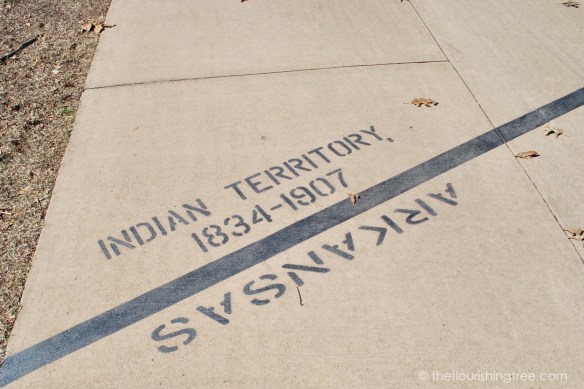 INDIAN TERRITORY,
1834-1907
ARKANSAS
© theflourishingtree.com